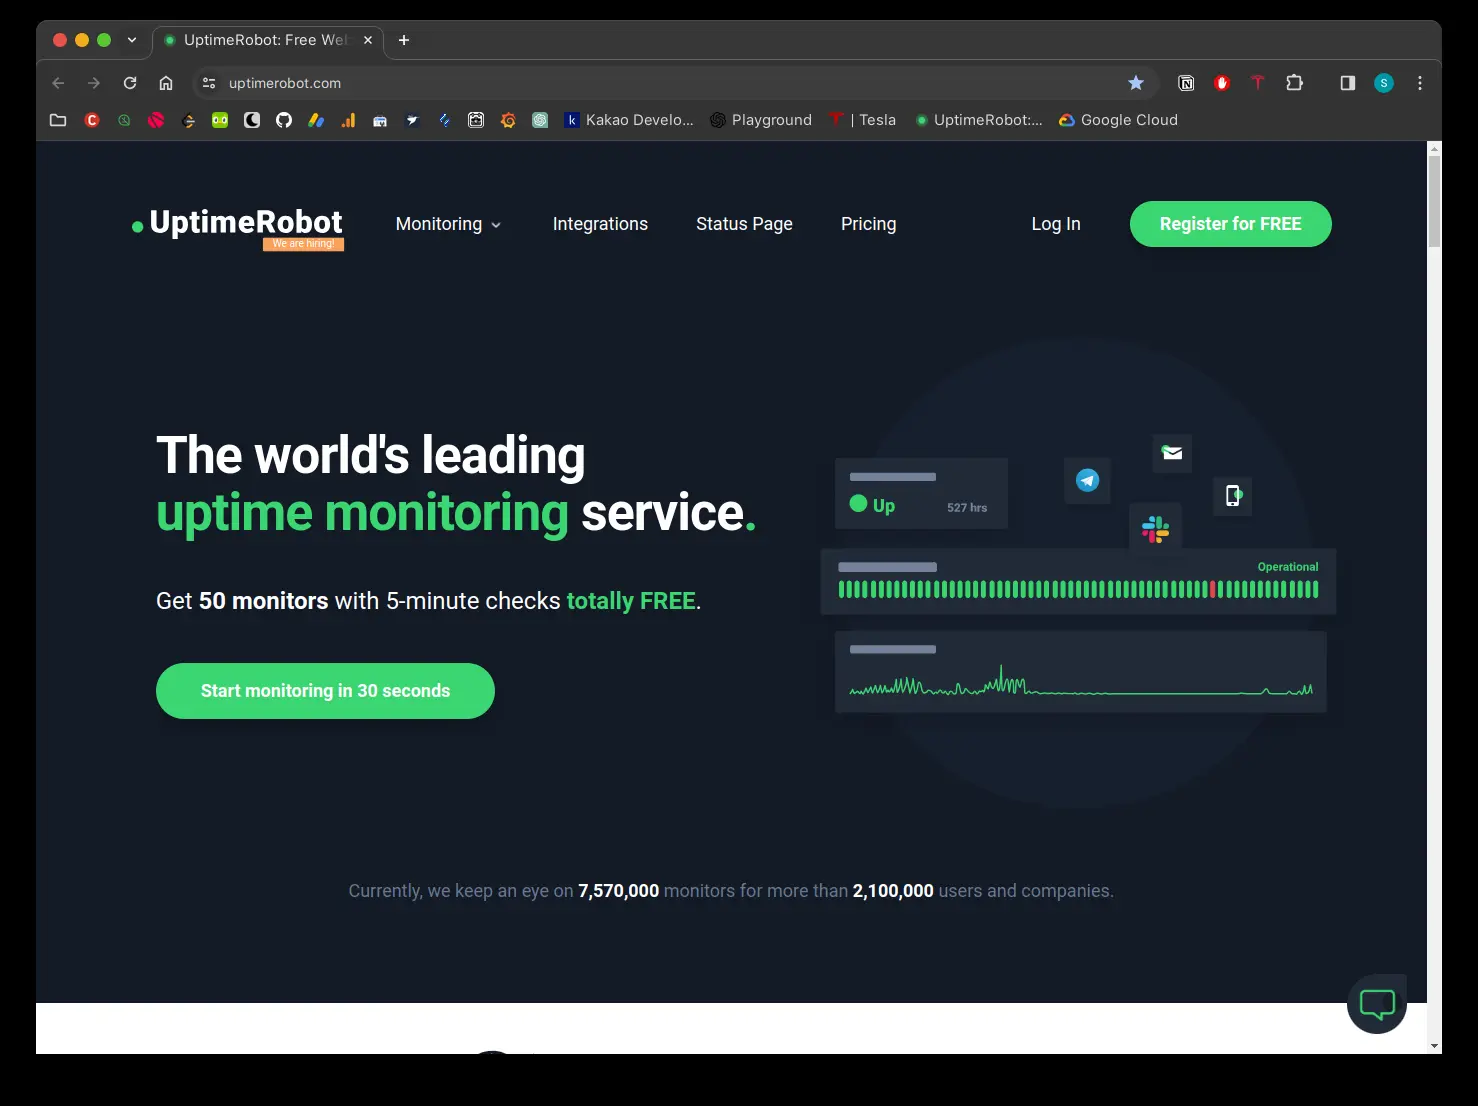 UptimeRobot: Free Web
uptimerobot.com
S
Kakao Develo...
Playground
| Tesla
UptimeRobot:...
Google Cloud
UptimeRobot
We are hiring!
Monitoring
Integrations
Status Page
Pricing
Log In
Register for FREE
The world's leading
uptime monitoring service.
Get 50 monitors with 5-minute checks totally FREE.
Start monitoring in 30 seconds
Up
527 hrs
Operational
Currently, we keep an eye on 7,570,000 monitors for more than 2,100,000 users and companies.